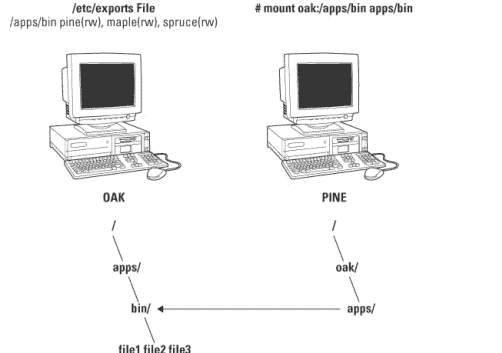 /etc/exports File
# mount oak:/apps/bin apps/bin
/apps/bin pine(rw), maple(rw), spruce(rw)
OAK
PINE
/
/
apps/
oak/
bin/
apps/
file1 file2 file3